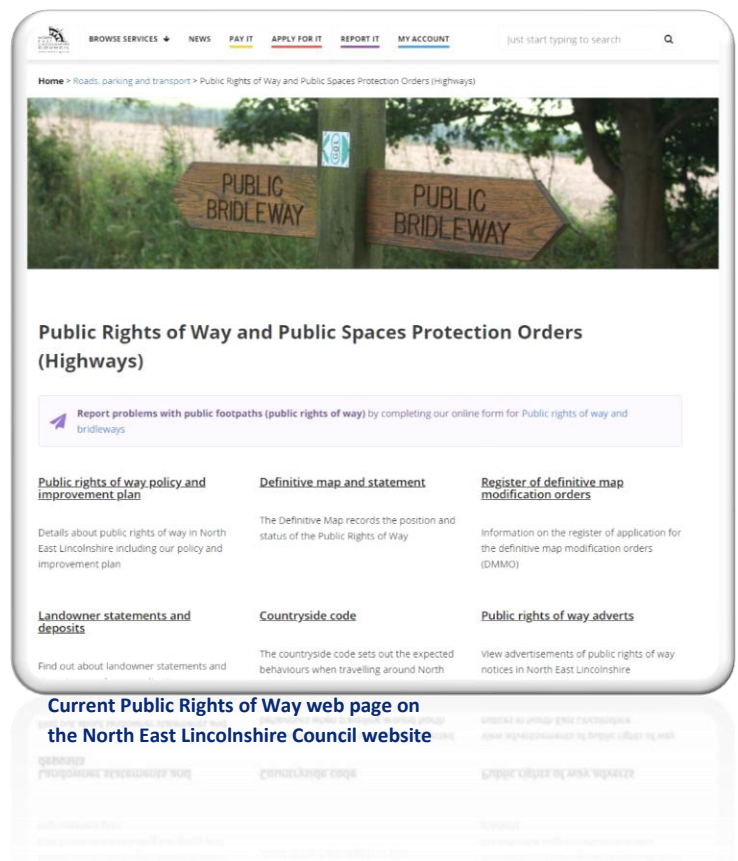 BROWSE SERVICES NEWS PAY IT APPLY FOR IT REPORT IT MY ACCOUNT Just start typing to search
Home > Roads, parking and transport > Public Rights of Way and Public Spaces Protection Orders (Highways)
PUBLIC BRIDLEWAY
PUBLIC BRIDLEWAY
Public Rights of Way and Public Spaces Protection Orders
(Highways)
Report problems with public footpaths (public rights of way) by completing our online form for Public rights of way and
bridleways
Public rights of way policy and
improvement plan
Details about public rights of way in North
East Lincolnshire including our policy and
improvement plan
Definitive map and statement
The Definitive Map records the position and
status of the Public Rights of Way
Register of definitive map
modification orders
Information on the register of application for
the definitive map modification orders
(DMMO)
Landowner statements and
deposits
Find out about landowner statements and
Countryside code
The countryside code sets out the expected
behaviours when travelling around North
Public rights of way adverts
View advertisements of public rights of way
notices in North East Lincolnshire
Current Public Rights of Way web page on
the North East Lincolnshire Council website